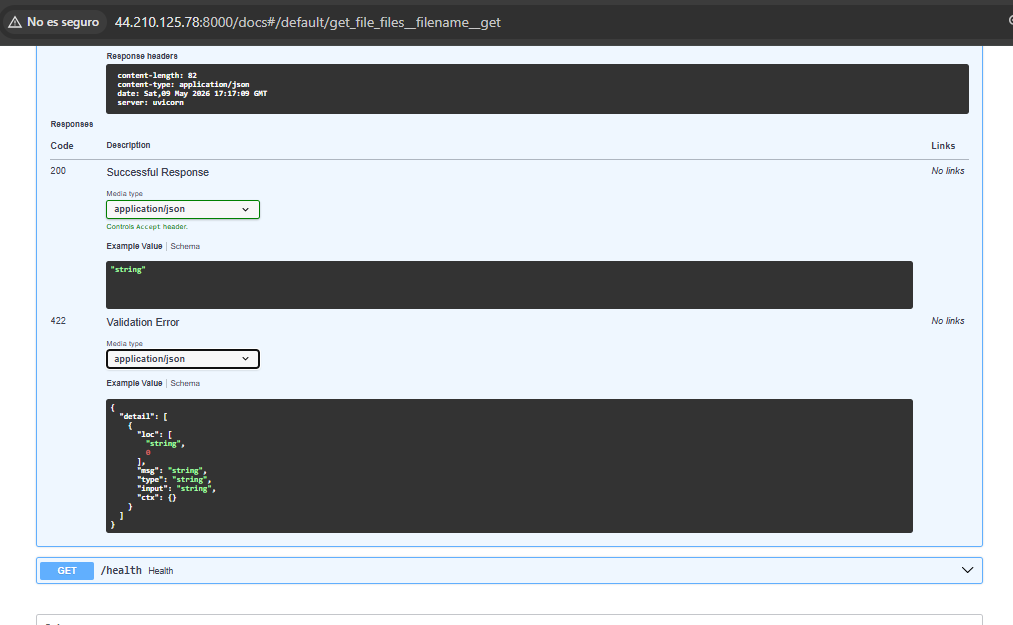 No es seguro 44.210.125.78:8000/docs#/default/get_file_files__filename__get
Response headers
content-length: 82
content-type: application/json
date: Sat,09 May 2026 17:17:09 GMT
server: uvicorn
Responses
Code Description Links
200 Successful Response No links
Media type
application/json
Controls Accept header.
Example Value Schema
"string"
422 Validation Error No links
Media type
application/json
Example Value Schema
{
"detail": [
{
"loc": [
"string",
0
],
"msg": "string",
"type": "string",
"input": "string",
"ctx": {}
}
]
}
GET /health Health